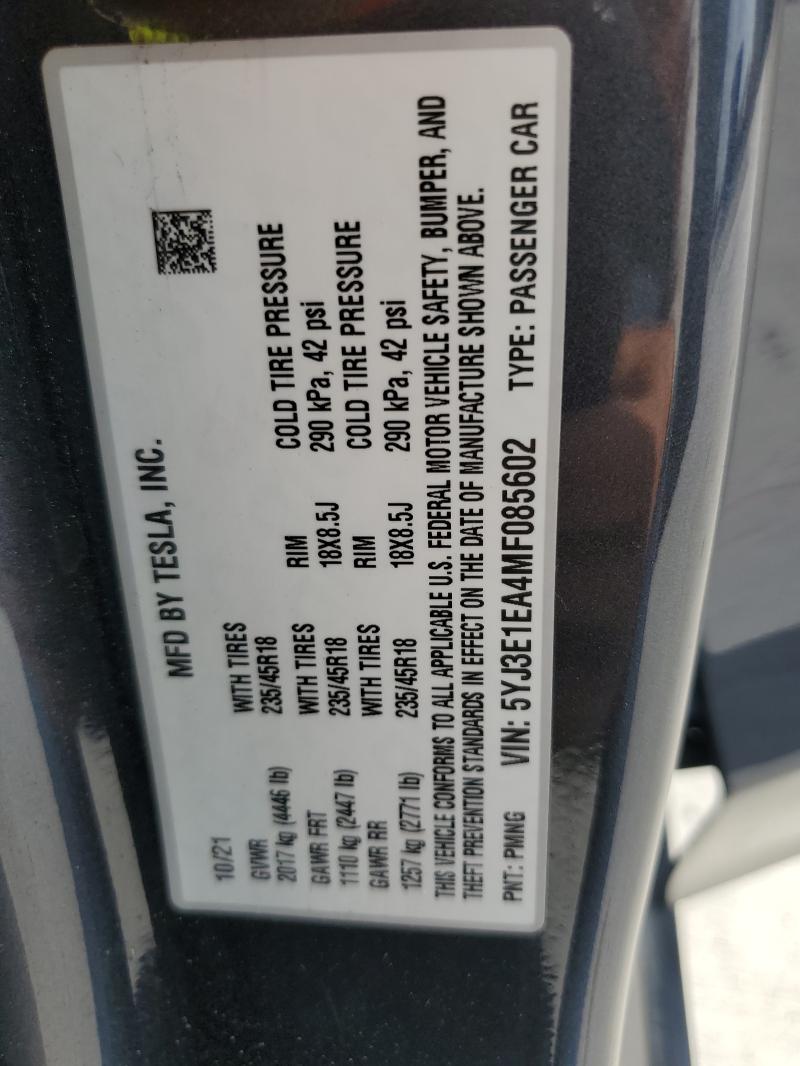 MFD BY TESLA, INC.
10/21
GVWR WITH TIRES RIM COLD TIRE PRESSURE
2017 kg (4446 lb) 235/45R18 18X8.5J 290 kPa, 42 psi
GAWR FRT WITH TIRES RIM COLD TIRE PRESSURE
1110 kg (2447 lb) 235/45R18 18X8.5J 290 kPa, 42 psi
GAWR RR WITH TIRES
1257 kg (2771 lb) 235/45R18
THIS VEHICLE CONFORMS TO ALL APPLICABLE U.S. FEDERAL MOTOR VEHICLE SAFETY, BUMPER, AND
THEFT PREVENTION STANDARDS IN EFFECT ON THE DATE OF MANUFACTURE SHOWN ABOVE.
PNT: PMNG VIN: 5YJ3E1EA4MF085602 TYPE: PASSENGER CAR